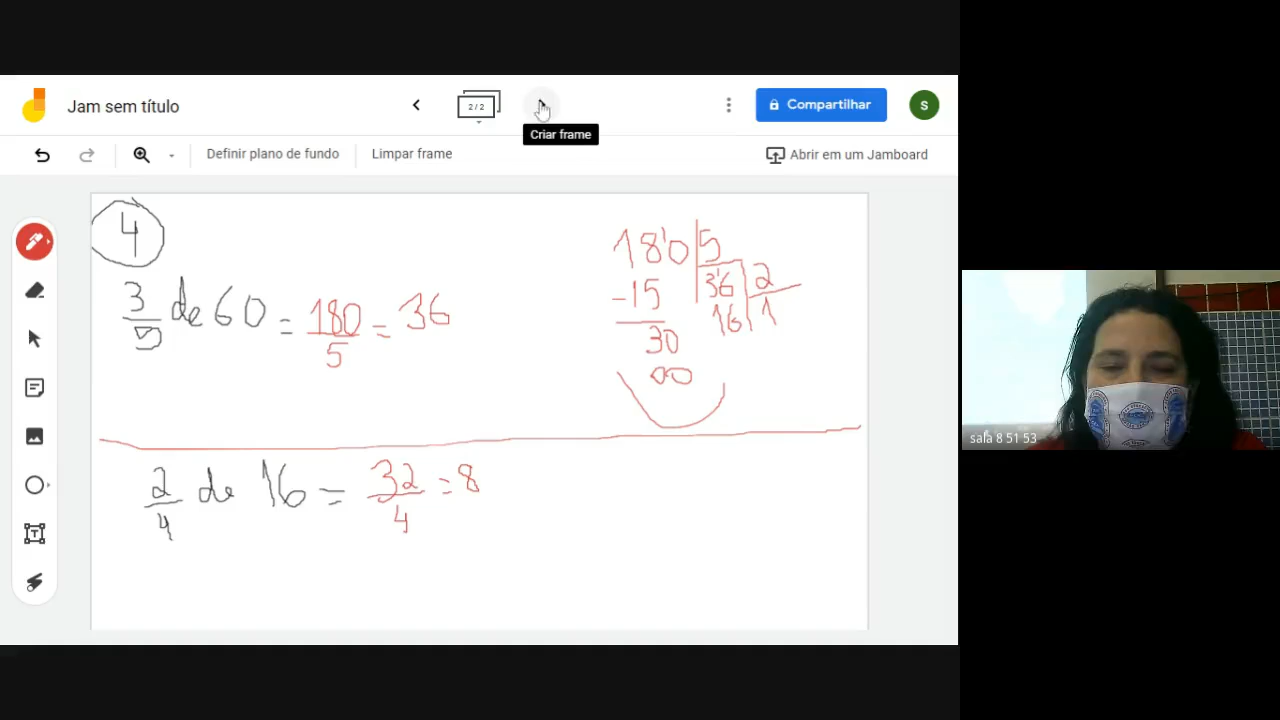 Jam sem título
2/2
Compartilhar
S
Criar frame
Definir plano de fundo
Limpar frame
Abrir em um Jamboard
4
3/5 de 60 = 180/5 = 36
180 | 5
-15 36 | 2
30 16 1
00
2/4 de 16 = 32/4 = 8
sala 8 51 53